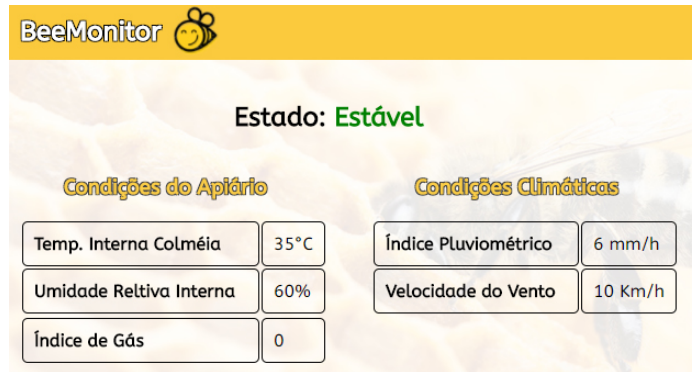 BeeMonitor
Estado: Estável
Condições do Apiário
Temp. Interna Colméia 35°C
Umidade Reltiva Interna 60%
Índice de Gás 0
Condições Climáticas
Índice Pluviométrico 6 mm/h
Velocidade do Vento 10 Km/h